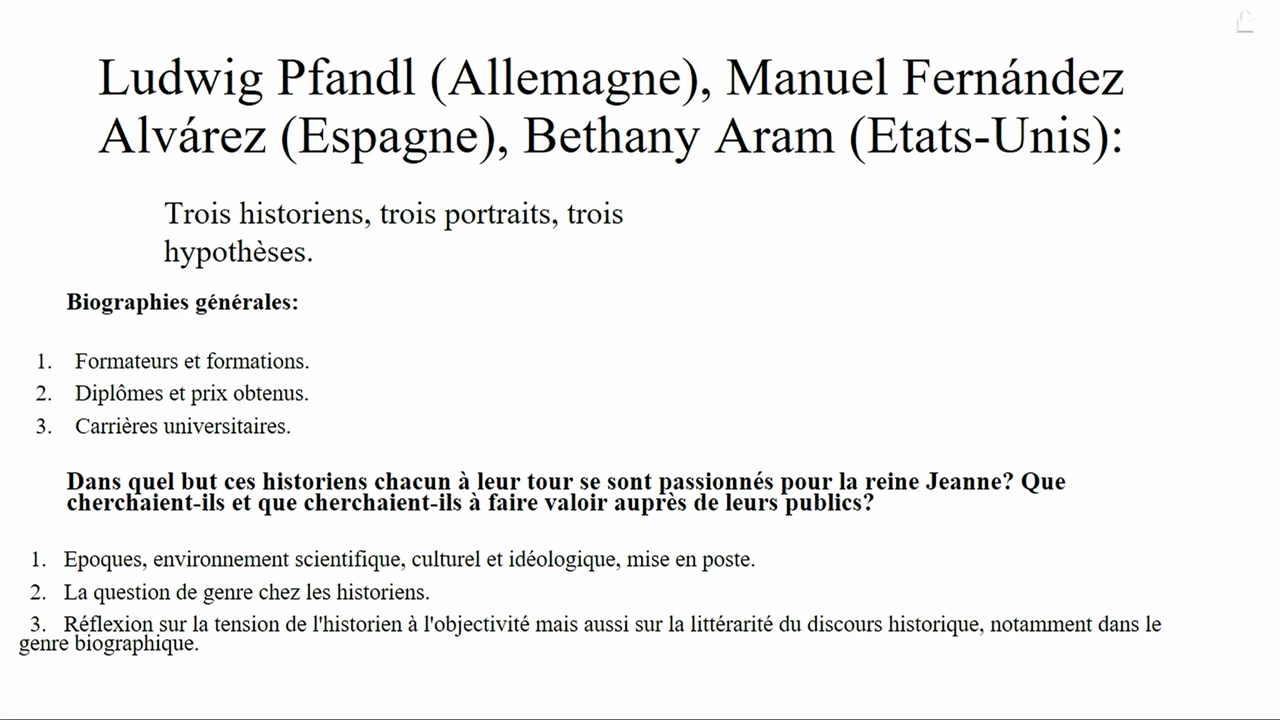 Ludwig Pfandl (Allemagne), Manuel Fernández
Alvárez (Espagne), Bethany Aram (Etats-Unis):
Trois historiens, trois portraits, trois
hypothèses.
Biographies générales:
1. Formateurs et formations.
2. Diplômes et prix obtenus.
3. Carrières universitaires.
Dans quel but ces historiens chacun à leur tour se sont passionnés pour la reine Jeanne? Que
cherchaient-ils et que cherchaient-ils à faire valoir auprès de leurs publics?
1. Epoques, environnement scientifique, culturel et idéologique, mise en poste.
2. La question de genre chez les historiens.
3. Réflexion sur la tension de l'historien à l'objectivité mais aussi sur la littérarité du discours historique, notamment dans le
genre biographique.